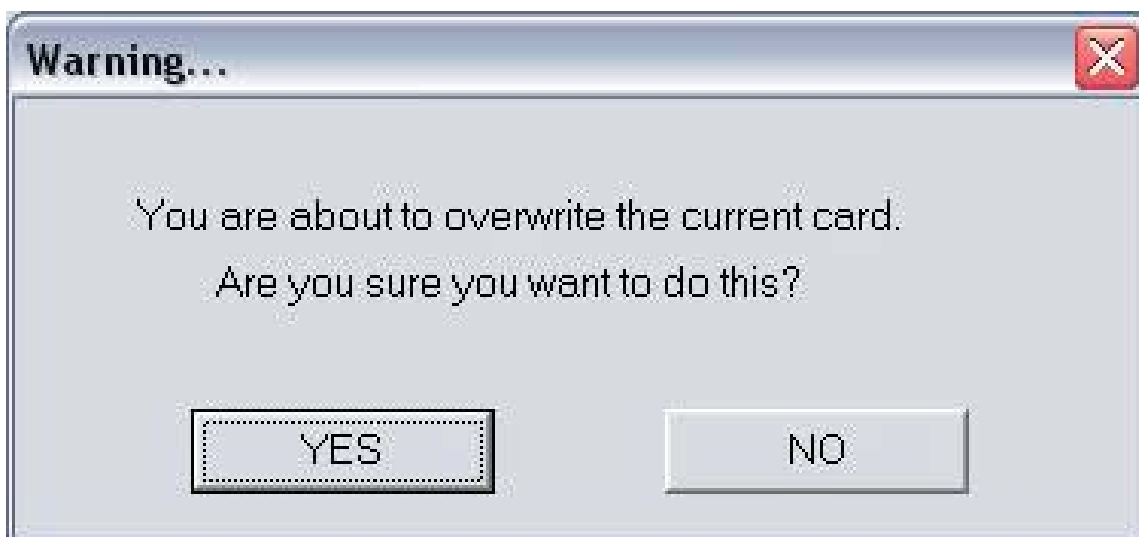 Warning...
You are about to overwrite the current card.
Are you sure you want to do this?
YES NO